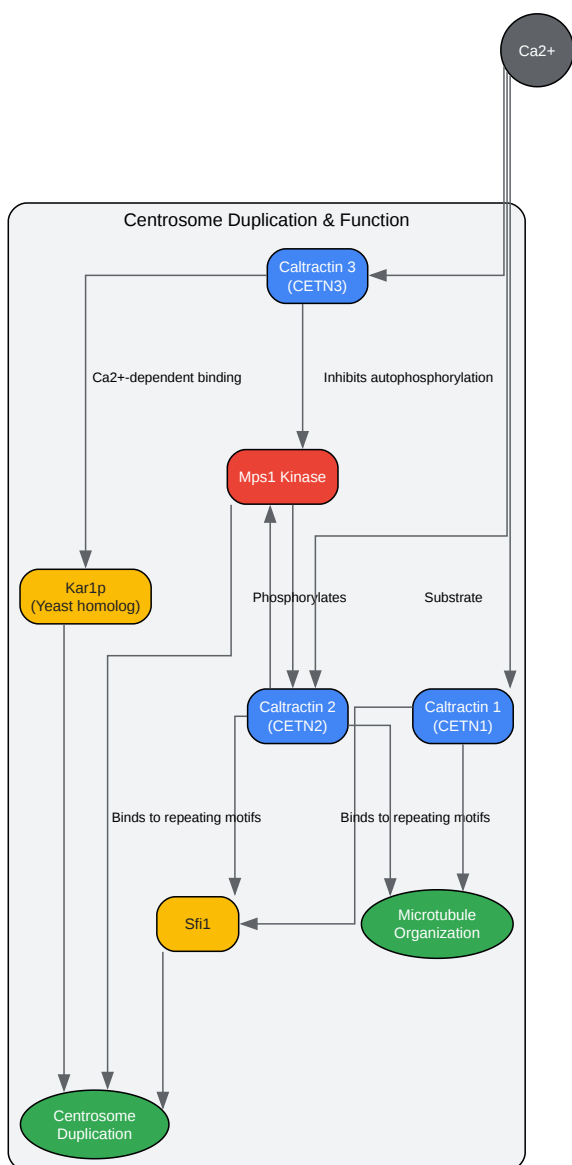 Ca2+
Centrosome Duplication & Function
Caltractin 3
(CETN3)
Ca2+-dependent binding
Inhibits autophosphorylation
Mps1 Kinase
Kar1p
(Yeast homolog)
Phosphorylates
Substrate
Caltractin 2
(CETN2)
Caltractin 1
(CETN1)
Binds to repeating motifs
Binds to repeating motifs
Sfi1
Microtubule
Organization
Centrosome
Duplication